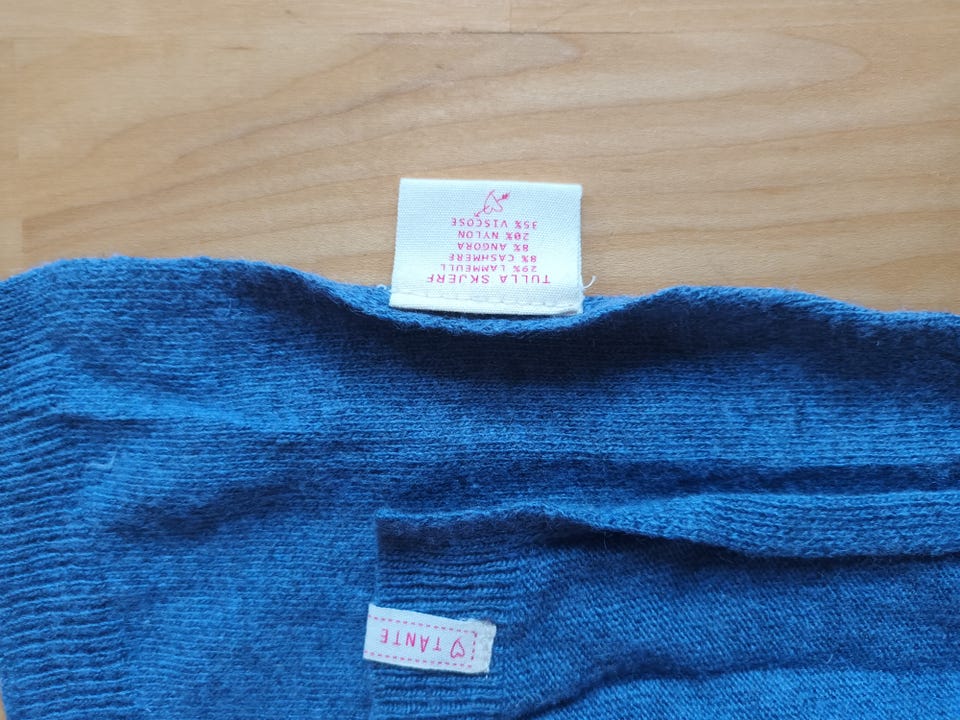 TULLA SKJERF
29% LAMMEULL
8% CASHMERE
8% ANGORA
20% NYLON
35% VISCOSE
TANTE